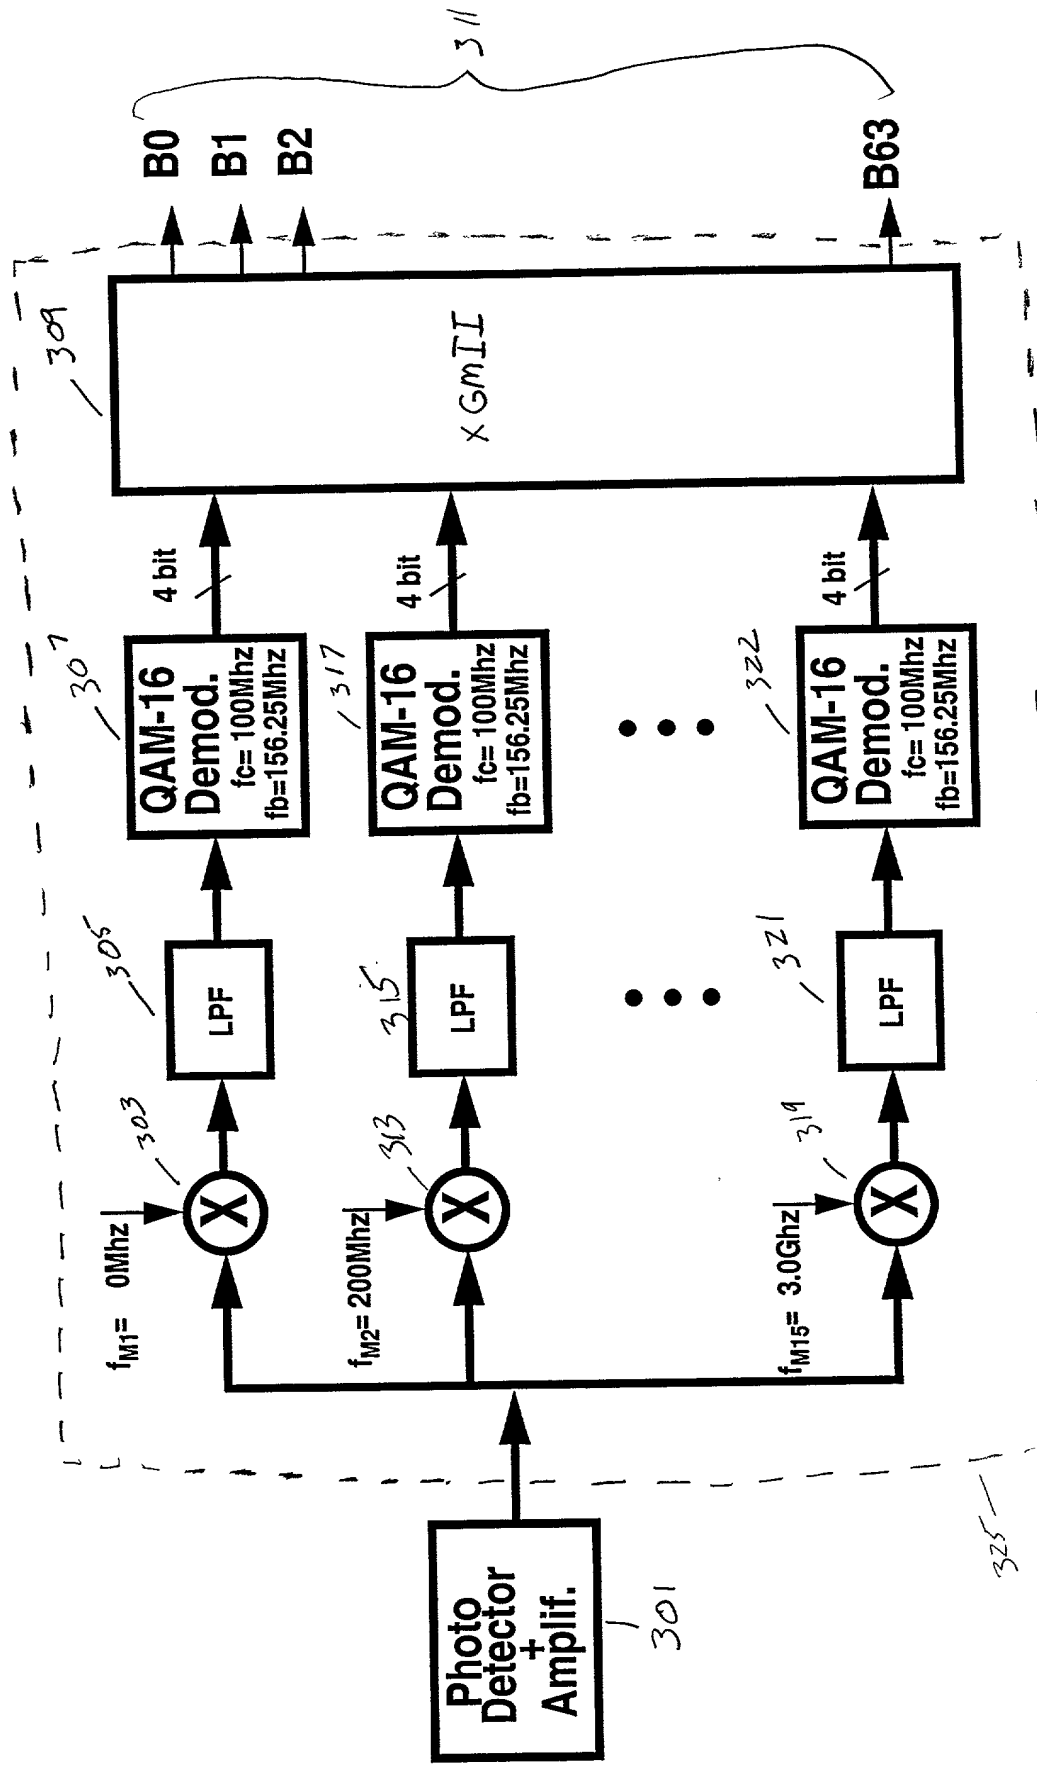 Photo
Detector
+
Amplif.
301
325
f_M1= 0Mhz
X
303
LPF
305
QAM-16
Demod.
fc= 100Mhz
fb=156.25Mhz
307
4 bit
f_M2= 200Mhz
X
313
LPF
315
QAM-16
Demod.
fc= 100Mhz
fb=156.25Mhz
317
4 bit
f_M15= 3.0Ghz
X
319
LPF
321
QAM-16
Demod.
fc= 100Mhz
fb=156.25Mhz
322
4 bit
XGmII
309
B0
B1
B2
B63
311